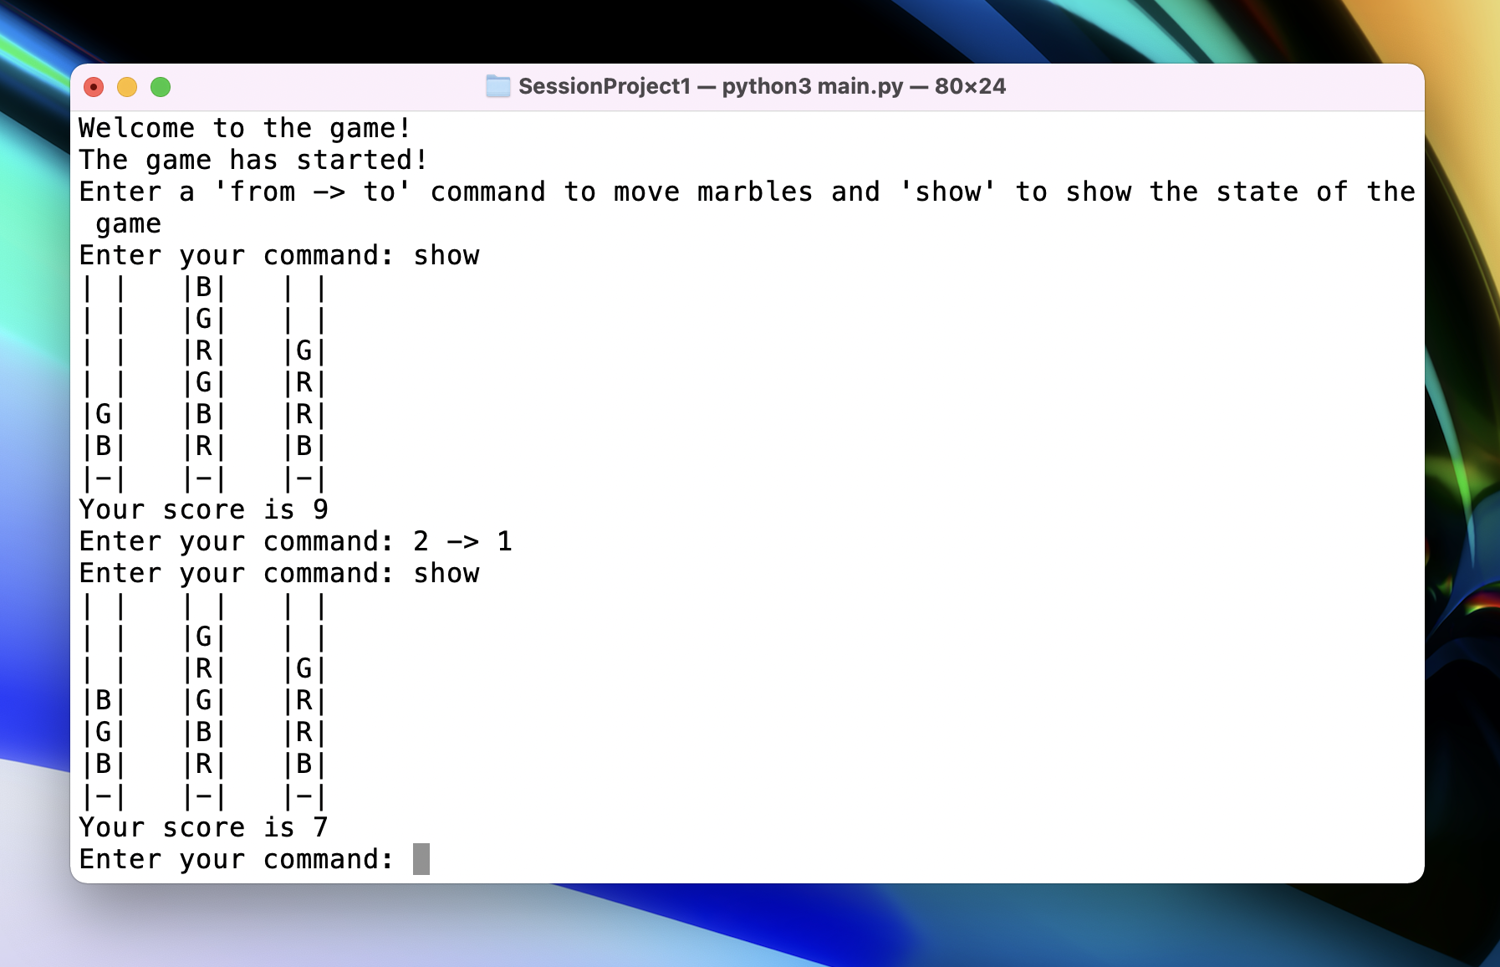 SessionProject1 — python3 main.py — 80×24
Welcome to the game!
The game has started!
Enter a 'from -> to' command to move marbles and 'show' to show the state of the
 game
Enter your command: show
| |   |B|   | |
| |   |G|   | |
| |   |R|   |G|
| |   |G|   |R|
|G|   |B|   |R|
|B|   |R|   |B|
|-|   |-|   |-|
Your score is 9
Enter your command: 2 -> 1
Enter your command: show
| |   | |   | |
| |   |G|   | |
| |   |R|   |G|
|B|   |G|   |R|
|G|   |B|   |R|
|B|   |R|   |B|
|-|   |-|   |-|
Your score is 7
Enter your command: